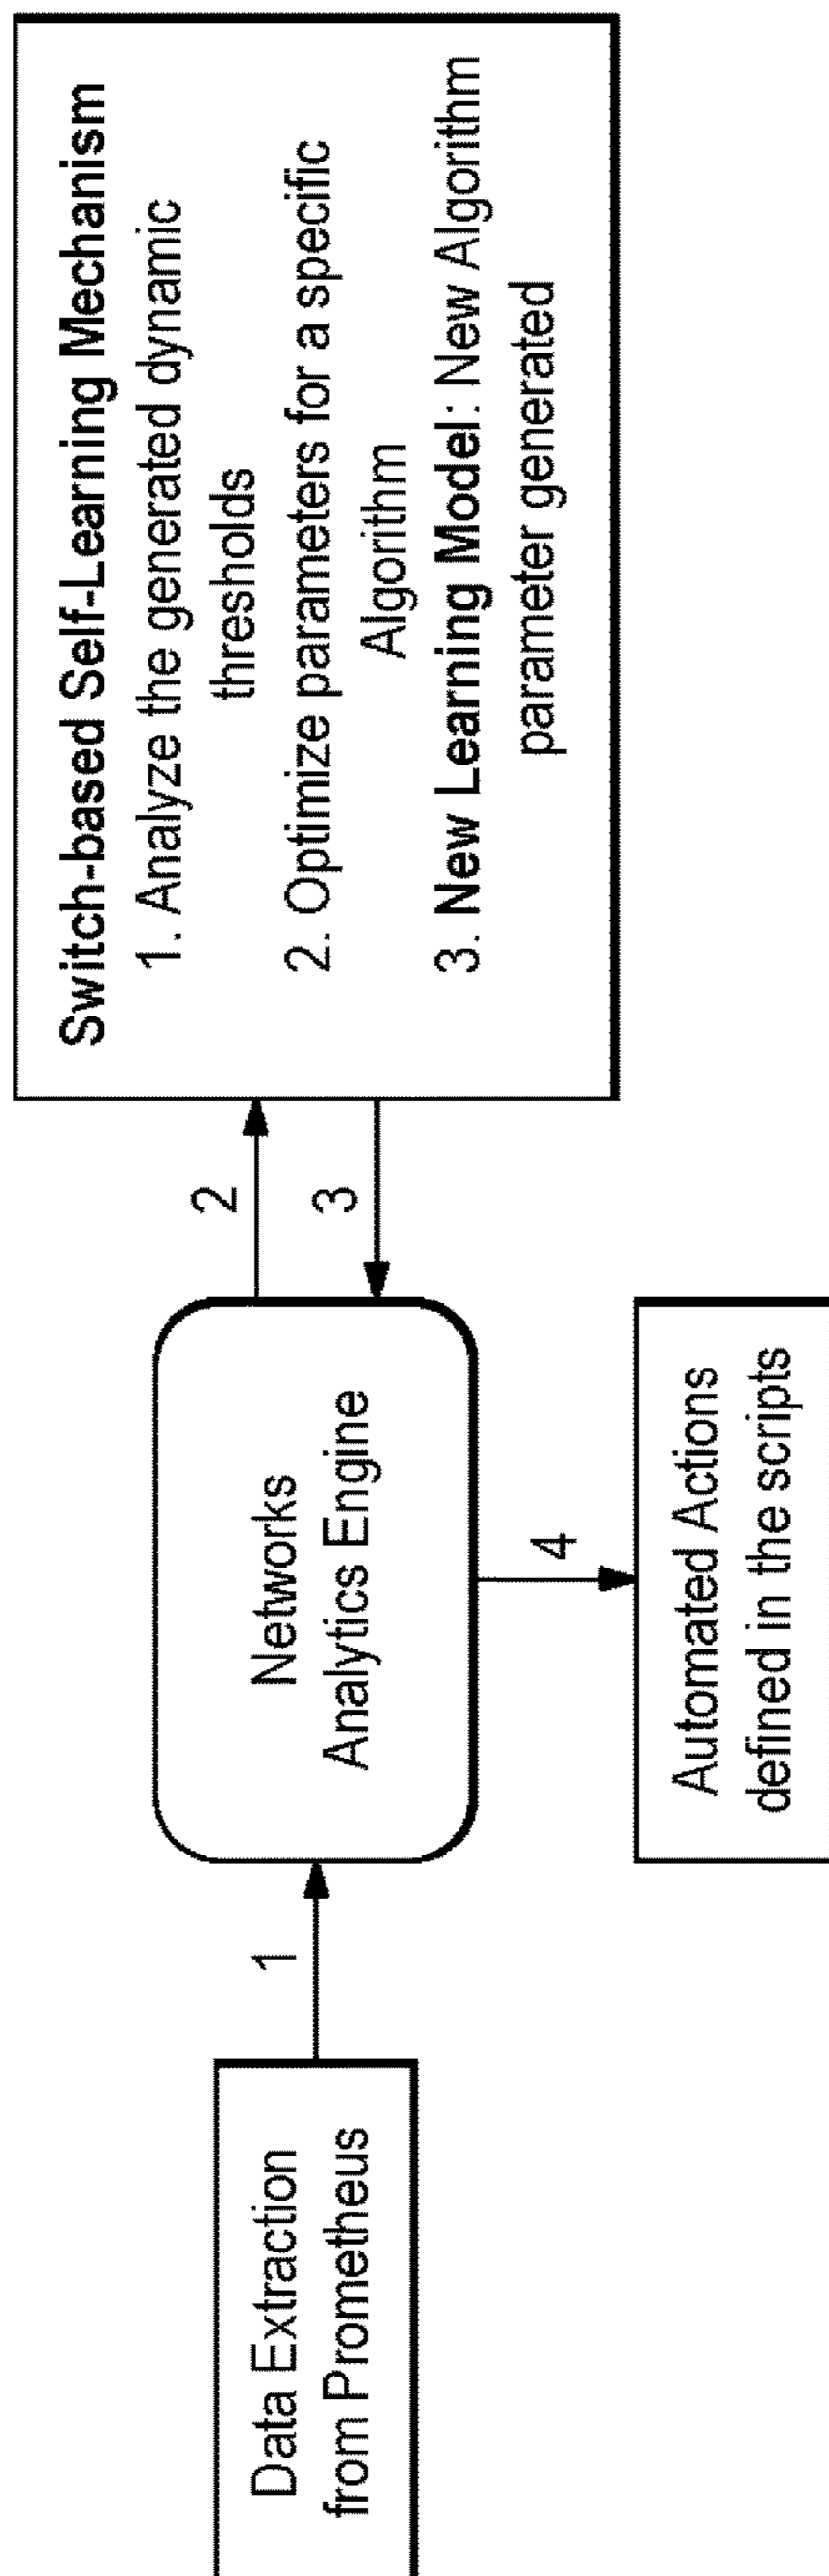 Data Extraction
from Prometheus
1
Networks
Analytics Engine
2
3
4
Automated Actions
defined in the scripts
Switch-based Self-Learning Mechanism
1. Analyze the generated dynamic
thresholds
2. Optimize parameters for a specific
Algorithm
3. New Learning Model: New Algorithm
parameter generated